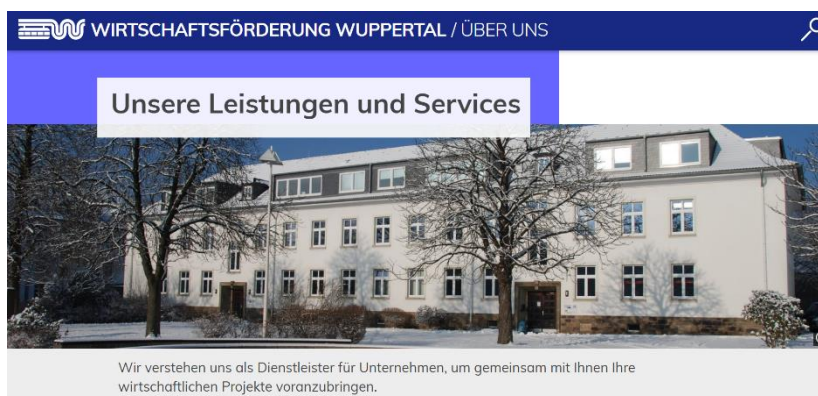 WIRTSCHAFTSFÖRDERUNG WUPPERTAL / ÜBER UNS
Unsere Leistungen und Services
Wir verstehen uns als Dienstleister für Unternehmen, um gemeinsam mit Ihnen Ihre
wirtschaftlichen Projekte voranzubringen.